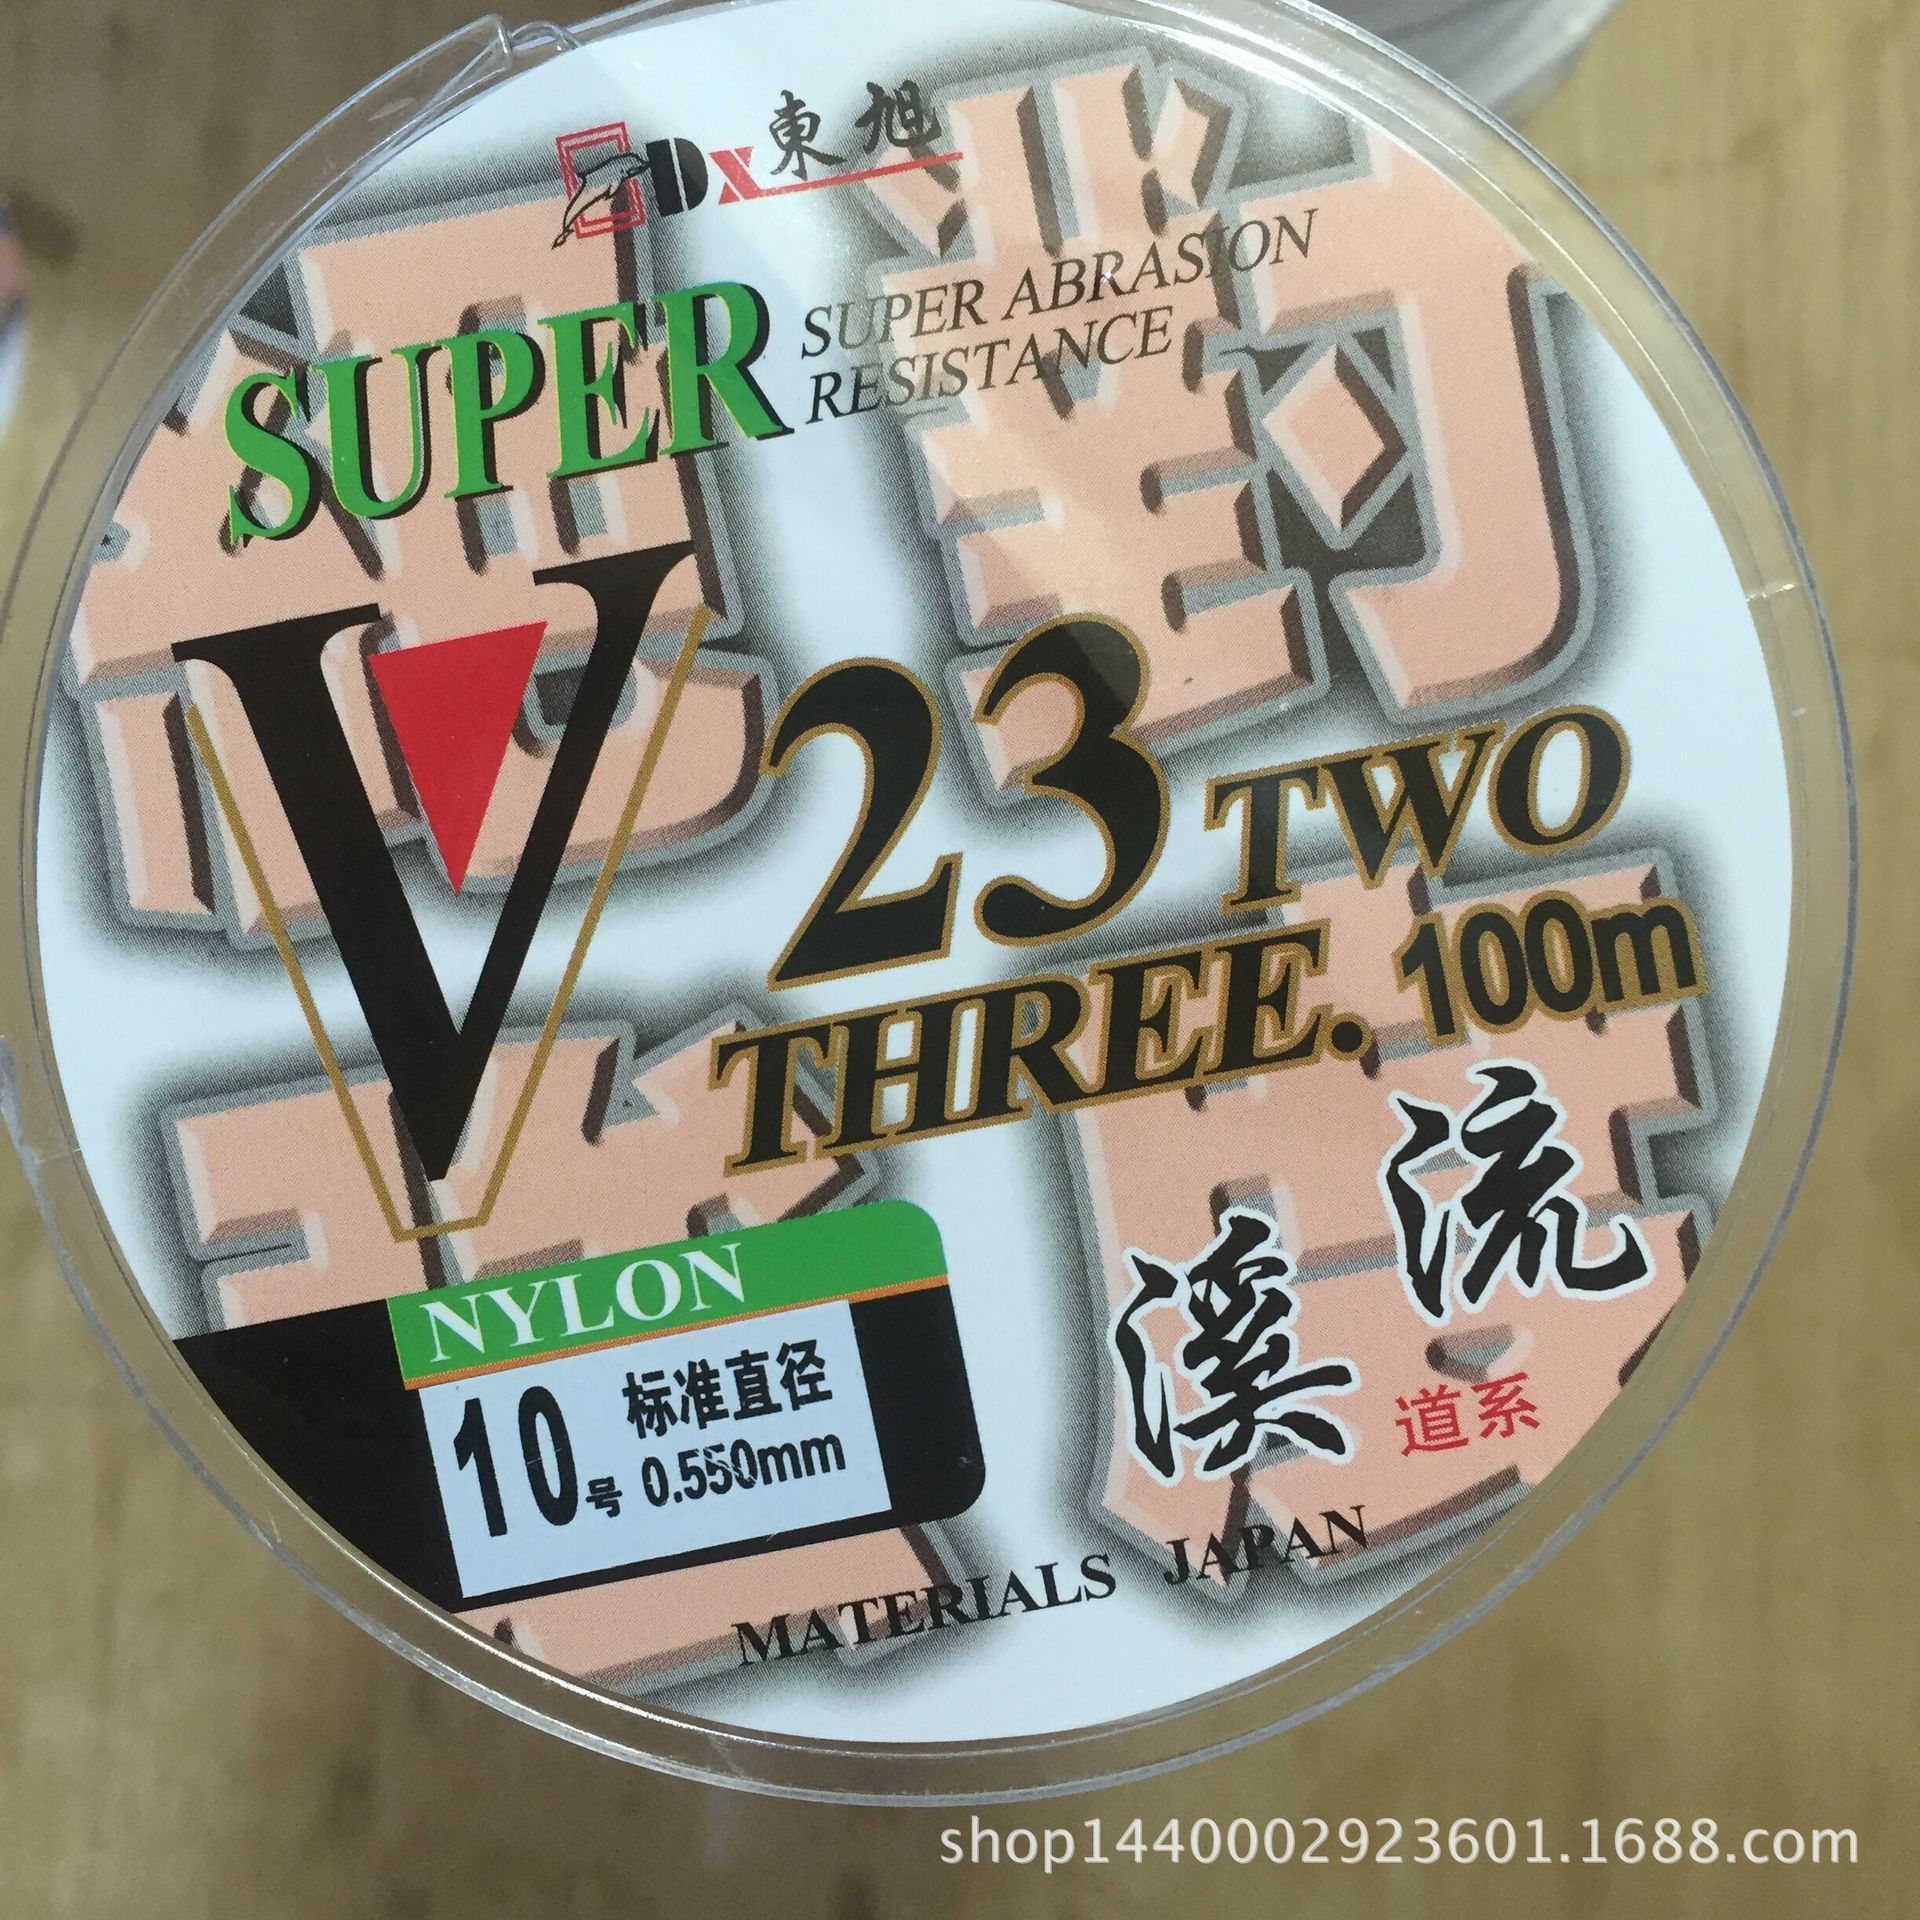 Dx東旭
SUPER
SUPER ABRASION
RESISTANCE
V
23 TWO
THREE. 100m
溪流
道系
NYLON
10号 标准直径
0.550mm
MATERIALS JAPAN
shop1440002923601.1688.com